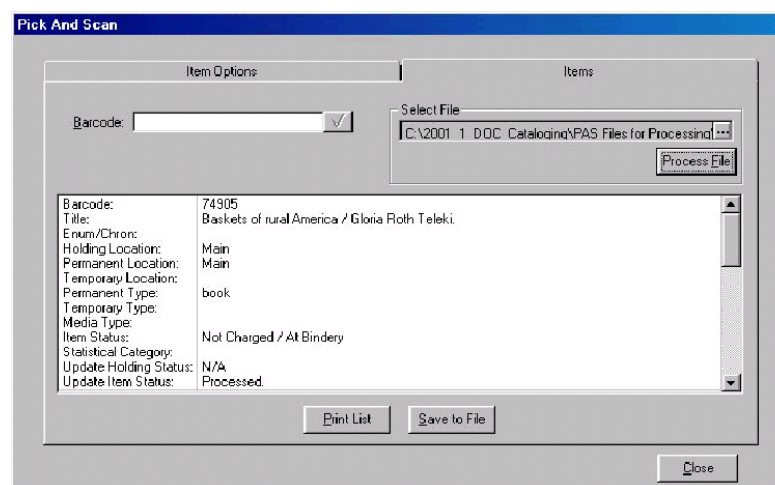 Pick And Scan
Item Options
Items
Barcode:
Select File
C:\2001 1 DOC Cataloging\PAS Files for Processing\
...
Process File
Barcode: 74905
Title: Baskets of rural America / Gloria Roth Teleki.
Enum/Chron:
Holding Location: Main
Permanent Location: Main
Temporary Location:
Permanent Type: book
Temporary Type:
Media Type:
Item Status: Not Charged / At Bindery
Statistical Category:
Update Holding Status: N/A
Update Item Status: Processed.
Print List
Save to File
Close